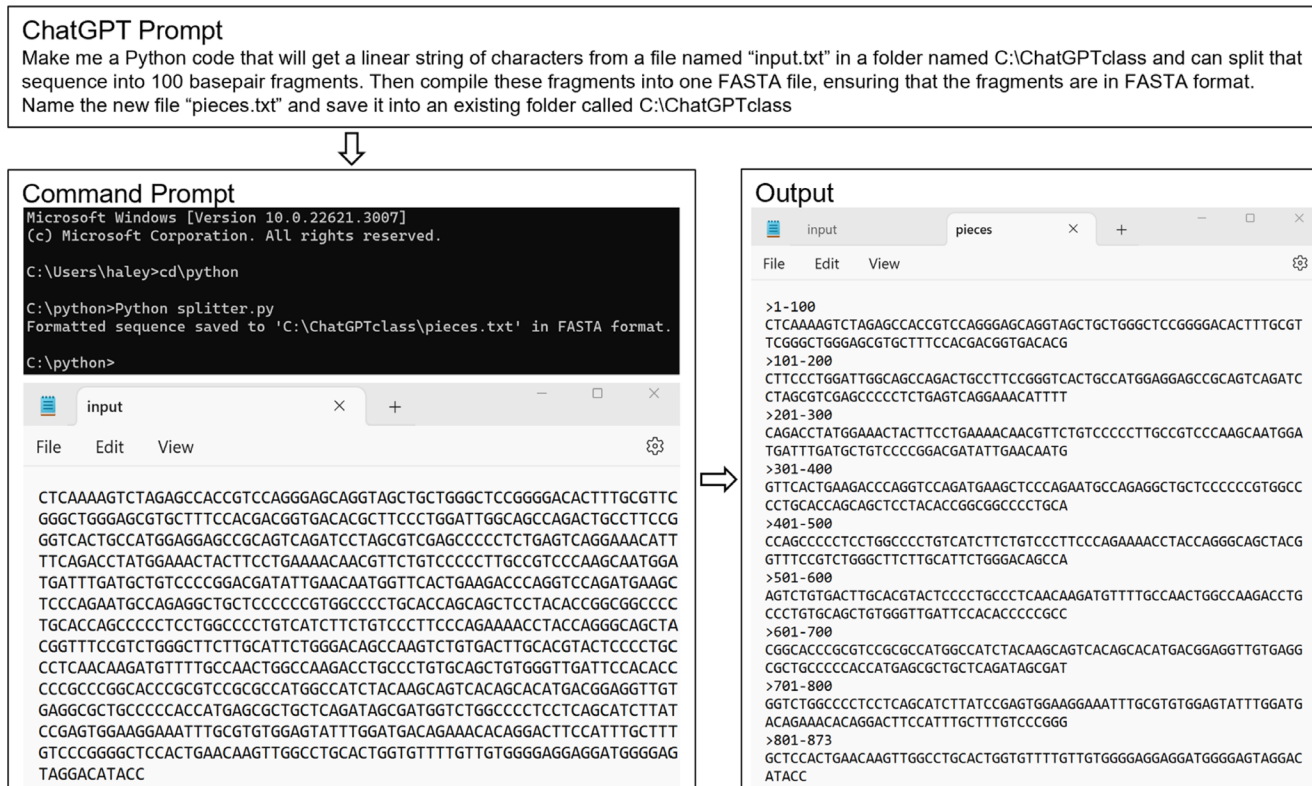 ChatGPT Prompt
Make me a Python code that will get a linear string of characters from a file named “input.txt” in a folder named C:\ChatGPTclass and can split that
sequence into 100 basepair fragments. Then compile these fragments into one FASTA file, ensuring that the fragments are in FASTA format.
Name the new file “pieces.txt” and save it into an existing folder called C:\ChatGPTclass
Command Prompt
Microsoft Windows [Version 10.0.22621.3007]
(c) Microsoft Corporation. All rights reserved.
C:\Users\haley>cd\python
C:\python>Python splitter.py
Formatted sequence saved to 'C:\ChatGPTclass\pieces.txt' in FASTA format.
C:\python>
input
File Edit View
CTCAAAAGTCTAGAGCCACCGTCCAGGGAGCAGGTAGCTGCTGGGCTCCGGGGACACTTTGCGTTC
GGGCTGGGAGCGTGCTTTCCACGACGGTGACACGCTTCCCTGGATTGGCAGCCAGACTGCCTTCCG
GGTCACTGCCATGGAGGAGCCGCAGTCAGATCCTAGCGTCGAGCCCCCTCTGAGTCAGGAAACATT
TTCAGACCTATGGAAACTACTTCCTGAAAACAACGTTCTGTCCCCCTTGCCGTCCCAAGCAATGGA
TGATTTGATGCTGTCCCCGGACGATATTGAACAATGGTTCACTGAAGACCCAGGTCCAGATGAAGC
TCCCAGAATGCCAGAGGCTGCTCCCCCCGTGGCCCCTGCACCAGCAGCTCCTACACCGGCGGCCCC
TGCACCAGCCCCCTCCTGGCCCCTGTCATCTTCTGTCCCTTCCCAGAAAACCTACCAGGGCAGCTA
CGGTTTCCGTCTGGGCTTCTTGCATTCTGGGACAGCCAAGTCTGTGACTTGCACGTACTCCCCTGC
CCTCAACAAGATGTTTTGCCAACTGGCCAAGACCTGCCCTGTGCAGCTGTGGGTTGATTCCACACC
CCCGCCCGGCACCCGCGTCCGCGCCATGGCCATCTACAAGCAGTCACAGCACATGACGGAGGTTGT
GAGGCGCTGCCCCCACCATGAGCGCTGCTCAGATAGCGATGGTCTGGCCCCTCCTCAGCATCTTAT
CCGAGTGGAAGGAAATTTGCGTGTGGAGTATTTGGATGACAGAAACACAGGACTTCCATTTGCTTT
GTCCCGGGGCTCCACTGAACAAGTTGGCCTGCACTGGTGTTTTGTTGTGGGGAGGAGGATGGGGAG
TAGGACATACC
Output
input pieces
File Edit View
>1-100
CTCAAAAGTCTAGAGCCACCGTCCAGGGAGCAGGTAGCTGCTGGGCTCCGGGGACACTTTGCGT
TCGGGCTGGGAGCGTGCTTTCCACGACGGTGACACG
>101-200
CTTCCCTGGATTGGCAGCCAGACTGCCTTCCGGGTCACTGCCATGGAGGAGCCGCAGTCAGATC
CTAGCGTCGAGCCCCCTCTGAGTCAGGAAACATTTT
>201-300
CAGACCTATGGAAACTACTTCCTGAAAACAACGTTCTGTCCCCCTTGCCGTCCCAAGCAATGGA
TGATTTGATGCTGTCCCCGGACGATATTGAACAATG
>301-400
GTTCACTGAAGACCCAGGTCCAGATGAAGCTCCCAGAATGCCAGAGGCTGCTCCCCCCGTGGCC
CCTGCACCAGCAGCTCCTACACCGGCGGCCCCTGCA
>401-500
CCAGCCCCCTCCTGGCCCCTGTCATCTTCTGTCCCTTCCCAGAAAACCTACCAGGGCAGCTACG
GTTTCCGTCTGGGCTTCTTGCATTCTGGGACAGCCA
>501-600
AGTCTGTGACTTGCACGTACTCCCCTGCCCTCAACAAGATGTTTTGCCAACTGGCCAAGACCTG
CCCTGTGCAGCTGTGGGTTGATTCCACACCCCCGCC
>601-700
CGGCACCCGCGTCCGCGCCATGGCCATCTACAAGCAGTCACAGCACATGACGGAGGTTGTGAGG
CGCTGCCCCCACCATGAGCGCTGCTCAGATAGCGAT
>701-800
GGTCTGGCCCCTCCTCAGCATCTTATCCGAGTGGAAGGAAATTTGCGTGTGGAGTATTTGGATG
ACAGAAACACAGGACTTCCATTTGCTTTGTCCCGGG
>801-873
GCTCCACTGAACAAGTTGGCCTGCACTGGTGTTTTGTTGTGGGGAGGAGGATGGGGAGTAGGAC
ATACC